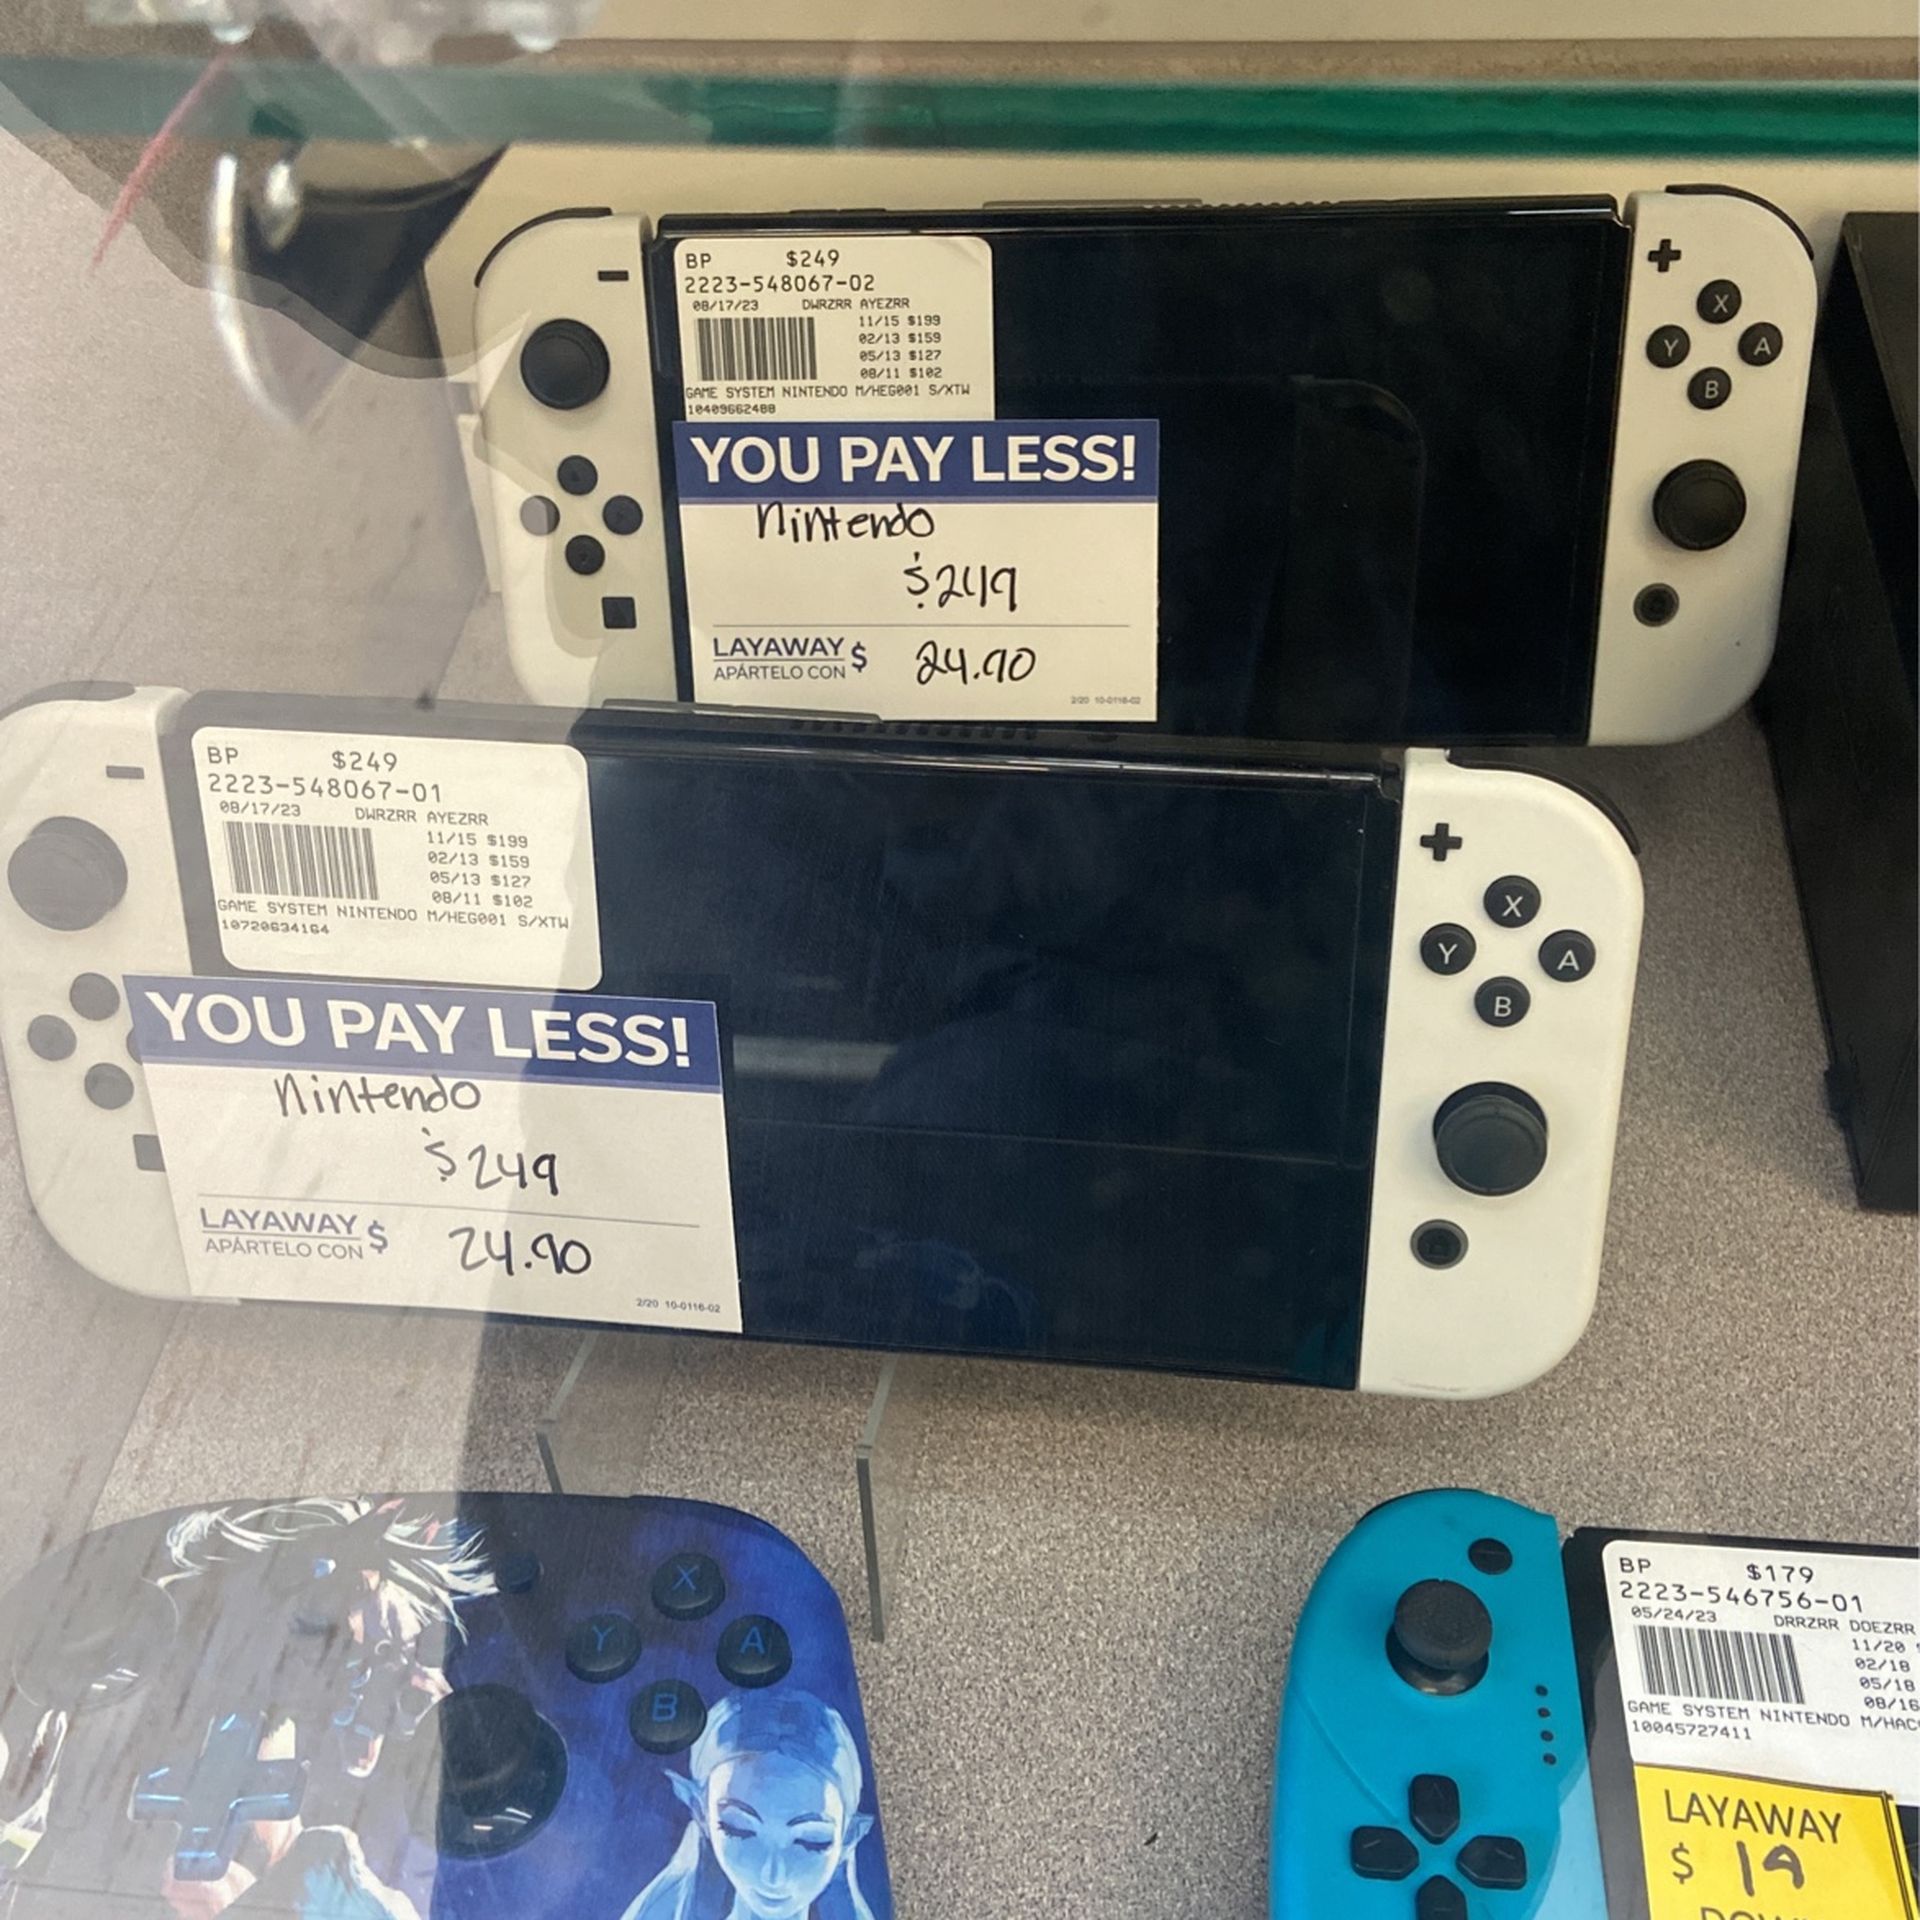 BP $249
2223-548067-02
08/17/23 DWRZRR AYEZRR
11/15 $199
02/13 $159
05/13 $127
08/11 $102
GAME SYSTEM NINTENDO M/HEG001 S/XTW
10409662488
YOU PAY LESS!
Nintendo
$249
LAYAWAY $ 24.90
APÁRTELO CON
2/20 10-0116-02
X
Y
A
B
BP $249
2223-548067-01
08/17/23 DWRZRR AYEZRR
11/15 $199
02/13 $159
05/13 $127
08/11 $102
GAME SYSTEM NINTENDO M/HEG001 S/XTW
10720634164
YOU PAY LESS!
Nintendo
$249
LAYAWAY $ 24.90
APÁRTELO CON
2/20 10-0116-02
X
Y
A
B
X
Y
A
B
BP $179
2223-546756-01
05/24/23 DRRZRR DOEZRR
11/20
02/18
05/18
08/16
GAME SYSTEM NINTENDO M/HAC
10045727411
LAYAWAY
$ 19